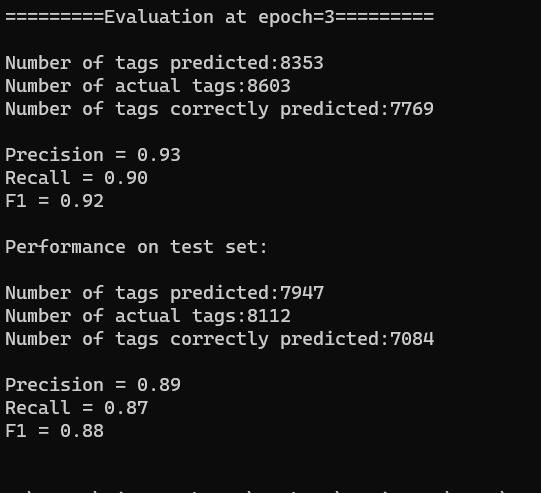 =========Evaluation at epoch=3=========
Number of tags predicted:8353
Number of actual tags:8603
Number of tags correctly predicted:7769
Precision = 0.93
Recall = 0.90
F1 = 0.92
Performance on test set:
Number of tags predicted:7947
Number of actual tags:8112
Number of tags correctly predicted:7084
Precision = 0.89
Recall = 0.87
F1 = 0.88